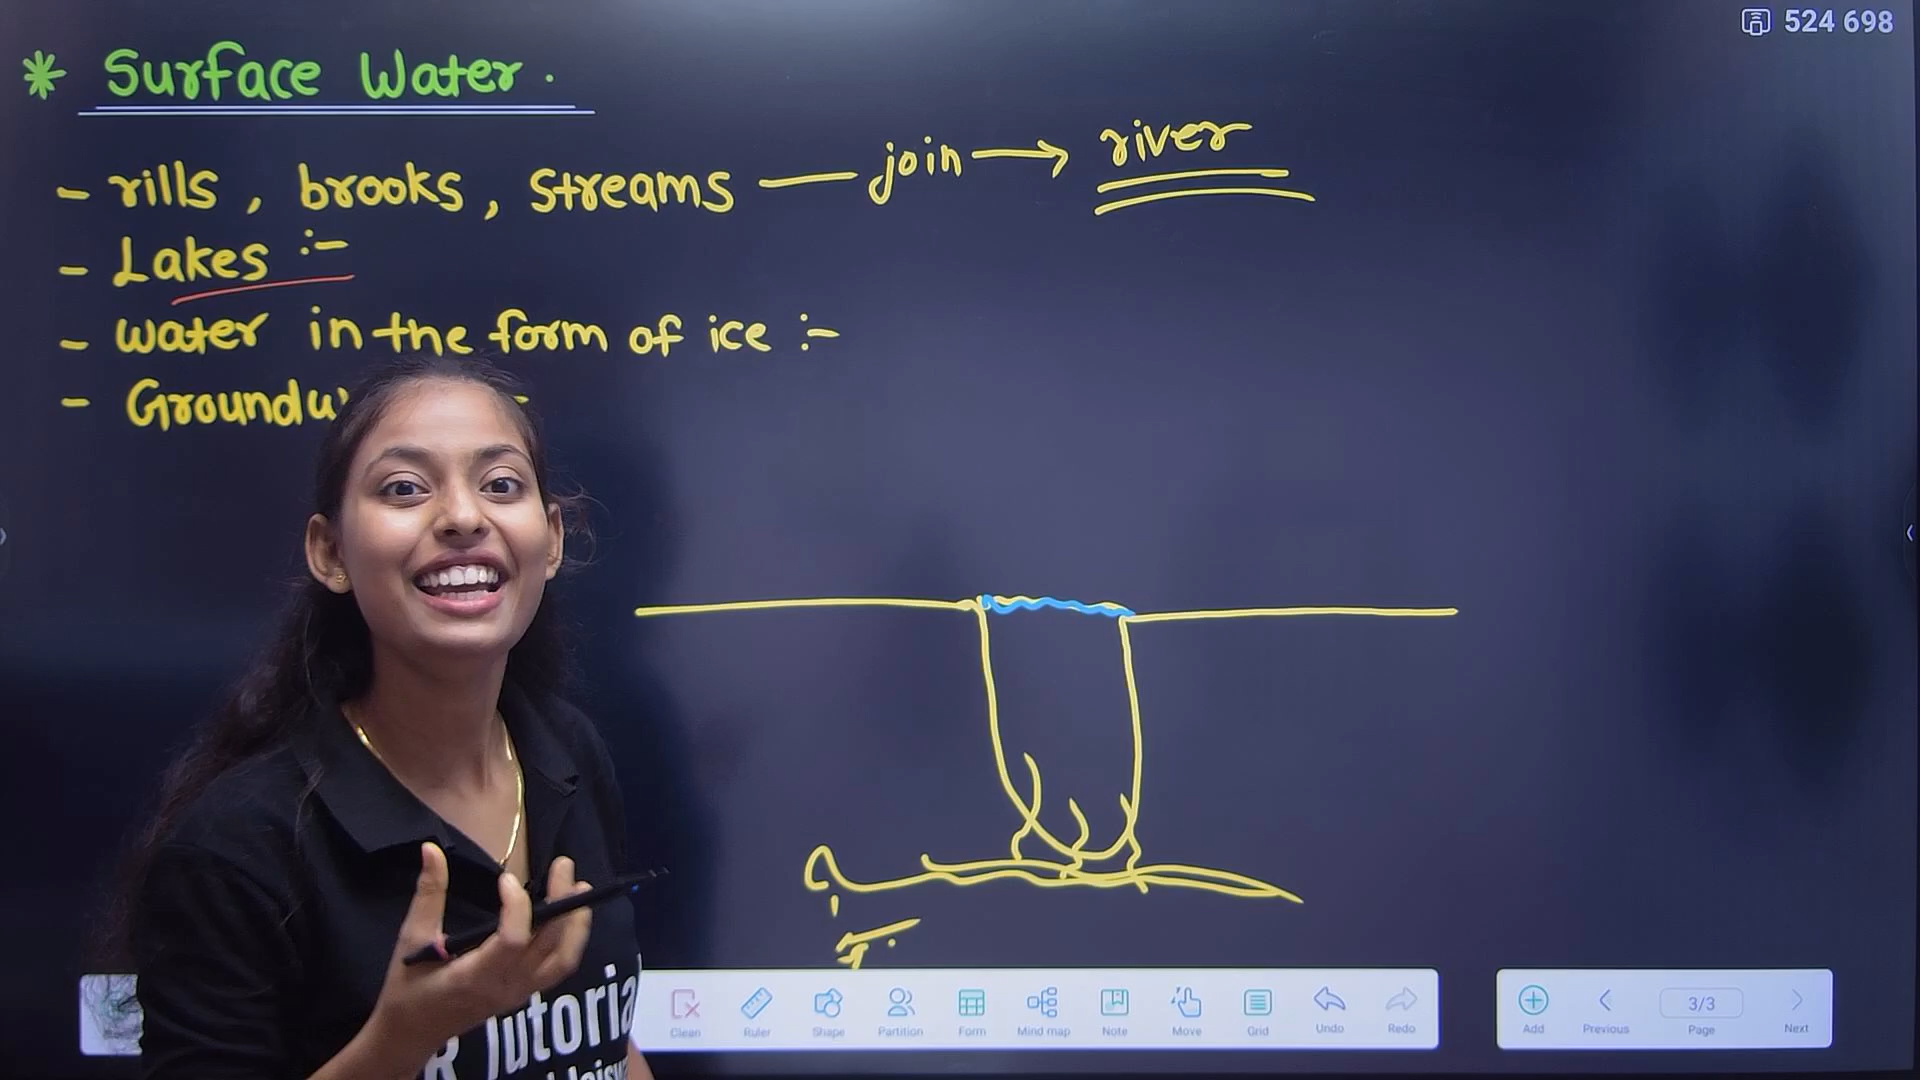 524 698
* Surface Water .
- rills, brooks, streams — join → river
- Lakes :-
- Water in the form of ice :-
- Groundw
Tutoria
Clean Ruler Shape Partition Form Mind map Note Move Grid Undo Redo
Add Previous 3/3 Page Next